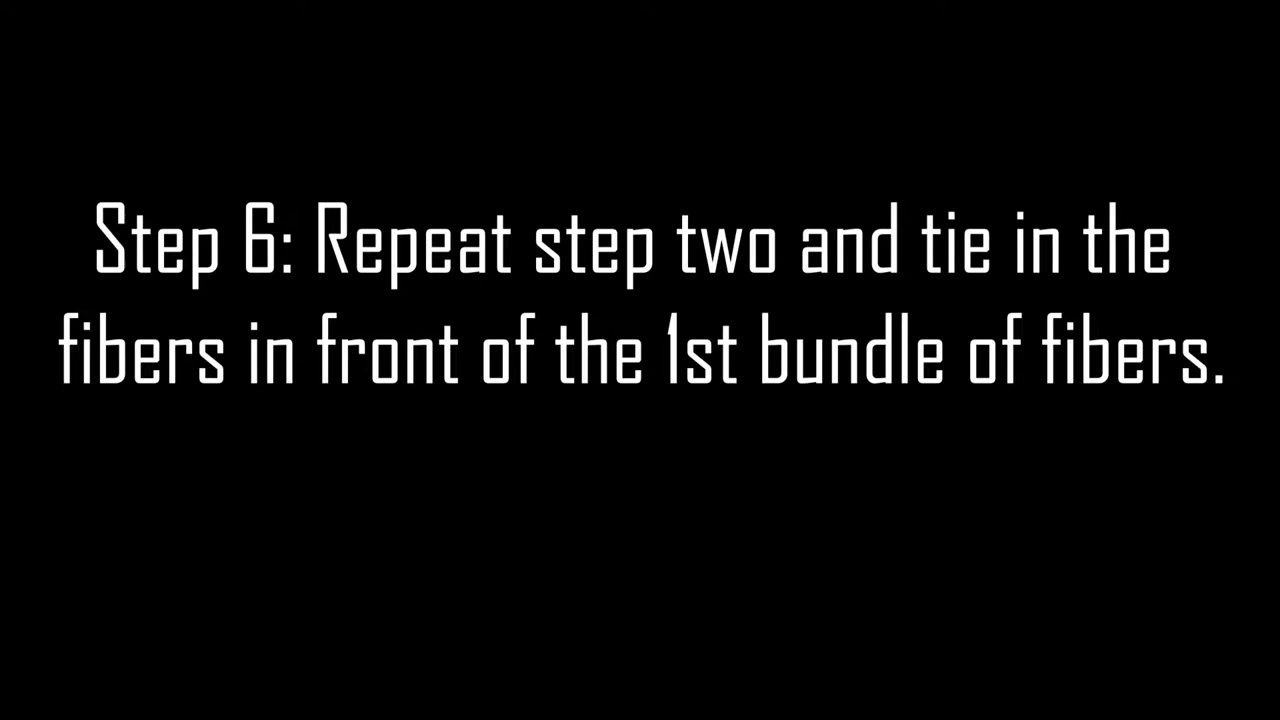 Step 6: Repeat step two and tie in the
fibers in front of the 1st bundle of fibers.